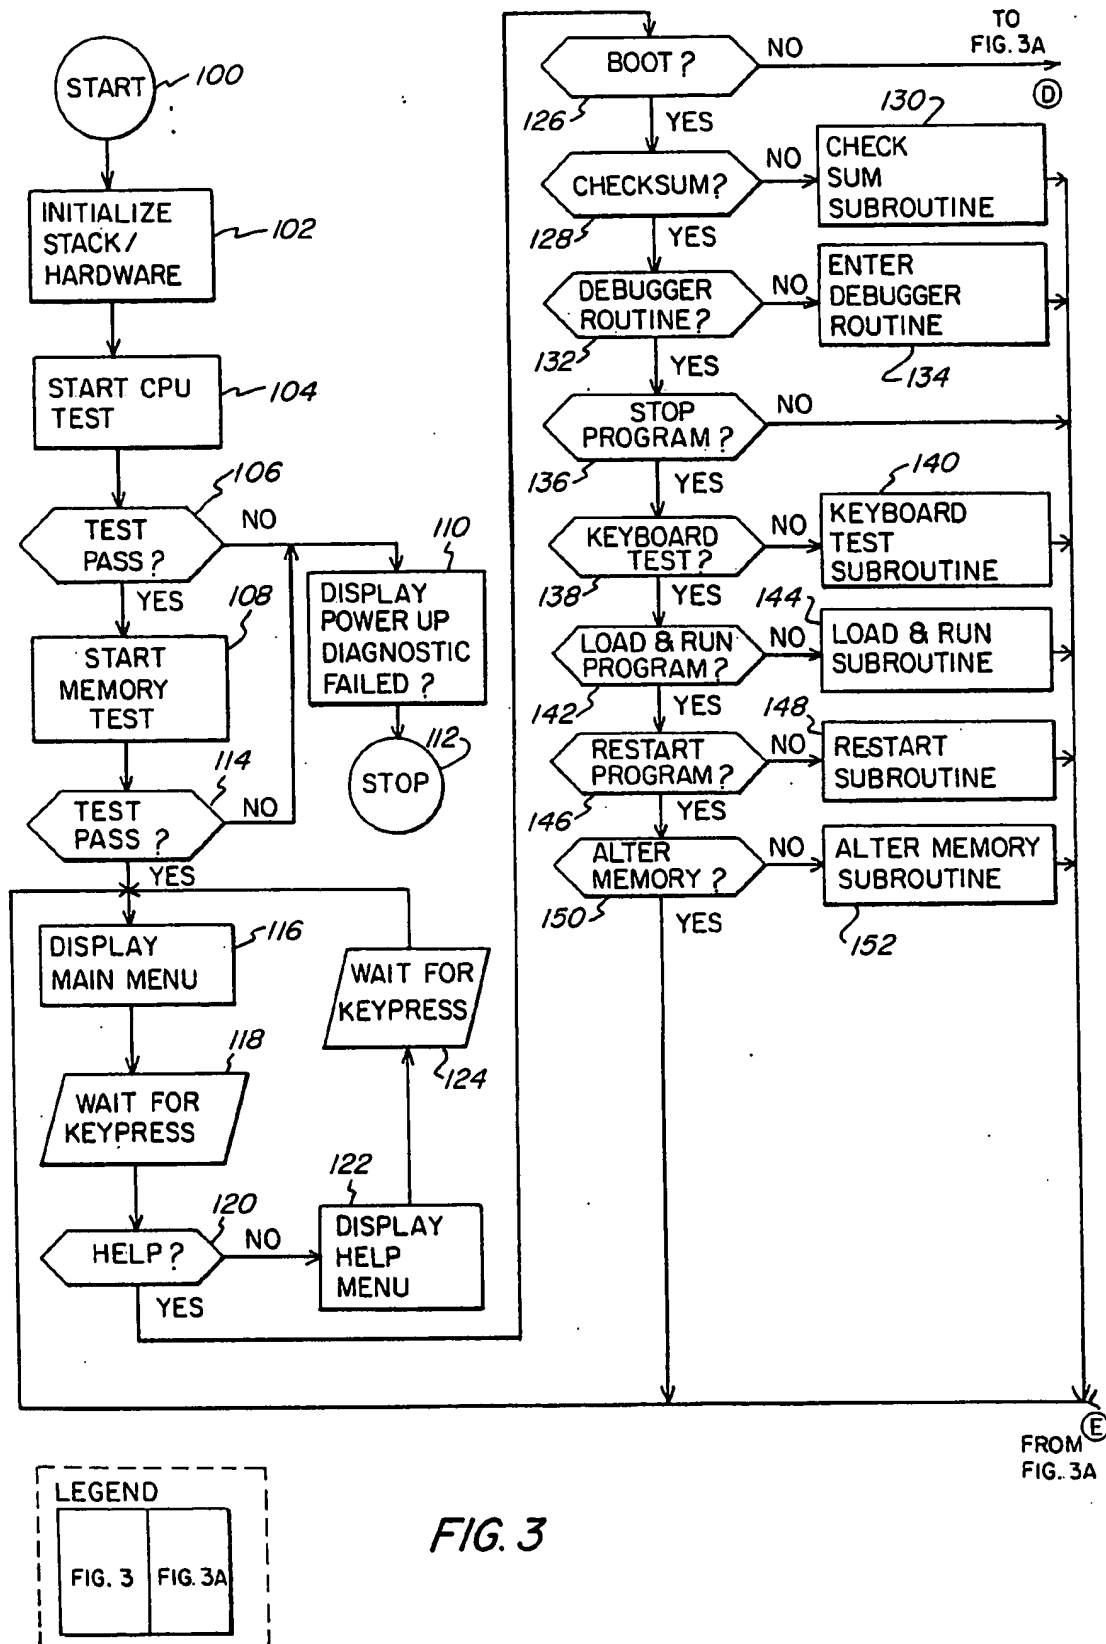 START
100
INITIALIZE
STACK/
HARDWARE
102
START CPU
TEST
104
106
TEST
PASS?
NO
YES
108
START
MEMORY
TEST
110
DISPLAY
POWER UP
DIAGNOSTIC
FAILED?
112
STOP
114
TEST
PASS?
NO
YES
DISPLAY
MAIN MENU
116
118
WAIT FOR
KEYPRESS
120
HELP?
NO
YES
122
DISPLAY
HELP
MENU
WAIT FOR
KEYPRESS
124
BOOT?
NO
TO
FIG. 3A
D
126
YES
CHECKSUM?
NO
128
YES
130
CHECK
SUM
SUBROUTINE
DEBUGGER
ROUTINE?
NO
132
YES
ENTER
DEBUGGER
ROUTINE
134
STOP
PROGRAM?
NO
136
YES
KEYBOARD
TEST?
NO
138
YES
140
KEYBOARD
TEST
SUBROUTINE
LOAD & RUN
PROGRAM?
NO
142
YES
144
LOAD & RUN
SUBROUTINE
RESTART
PROGRAM?
NO
146
YES
148
RESTART
SUBROUTINE
ALTER
MEMORY?
NO
150
YES
ALTER MEMORY
SUBROUTINE
152
E
FROM
FIG. 3A
LEGEND
FIG. 3
FIG. 3A
FIG. 3